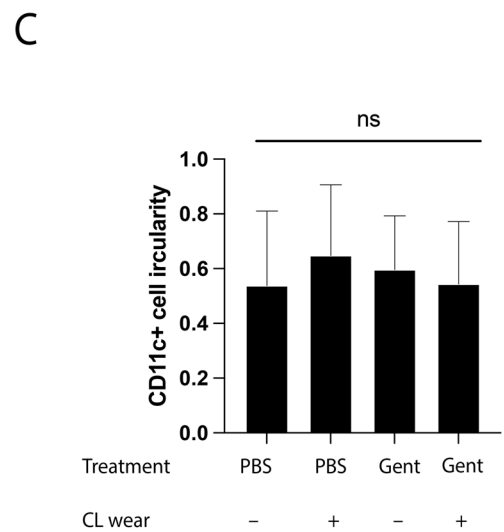 C
ns
CD11c+ cell ircularity
1.0
0.8
0.6
0.4
0.2
0.0
Treatment PBS PBS Gent Gent
CL wear – + – +